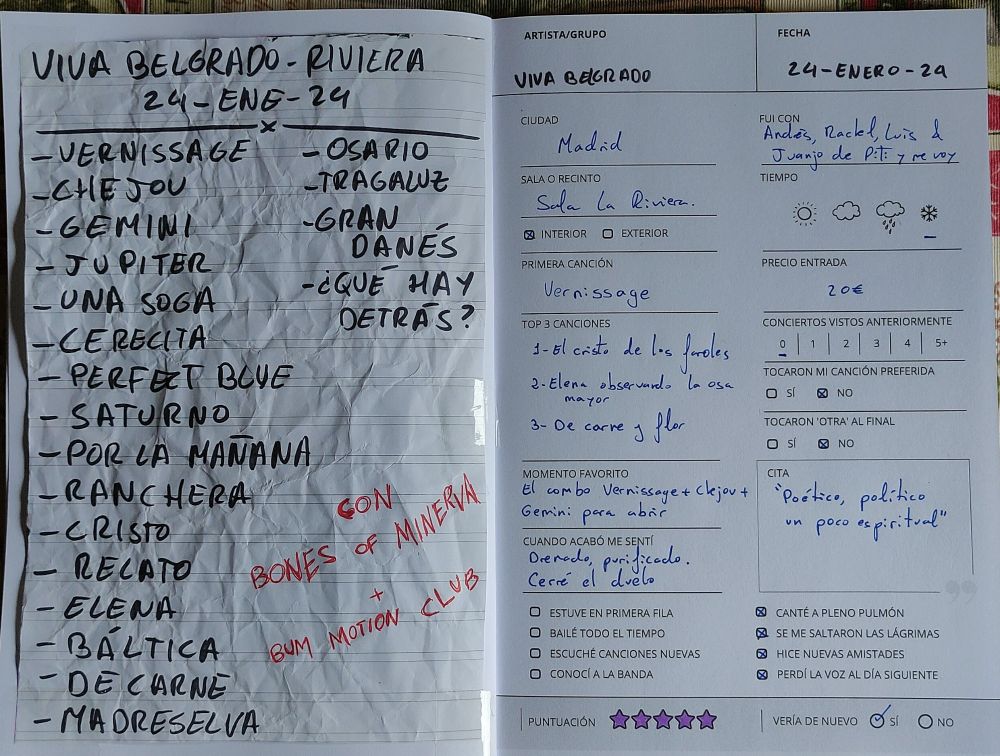 VIVA BELGRADO - RIVIERA
24-ENE-24
x
- VERNISSAGE
- CHEJOV
- GEMINI
- JUPITER
- UNA SOGA
- CERECITA
- PERFECT BLUE
- SATURNO
- POR LA MAÑANA
- RANCHERA
- CRISTO
- RELATO
- ELENA
- BÁLTICA
- DE CARNE
- MADRESELVA
- OSARIO
- TRAGALUZ
- GRAN
DANÉS
- ¿QUÉ HAY
DETRÁS?
CON
BONES OF MINERVA
+
BUM MOTION CLUB
ARTISTA/GRUPO
VIVA BELGRADO
FECHA
24-ENERO-24
CIUDAD
Madrid
SALA O RECINTO
Sala La Riviera.
INTERIOR EXTERIOR
PRIMERA CANCIÓN
Vernissage
TOP 3 CANCIONES
1- El cristo de los faroles
2- Elena observando la osa
mayor
3- De carne y flor
MOMENTO FAVORITO
El combo Vernissage + Chejov +
Gemini para abrir
CUANDO ACABÓ ME SENTÍ
Drenado, purificado.
Cerré el duelo
ESTUVE EN PRIMERA FILA
BAILÉ TODO EL TIEMPO
ESCUCHÉ CANCIONES NUEVAS
CONOCÍ A LA BANDA
FUI CON
Andrés, Rachel, Luis &
Juanjo de Piti y me voy
TIEMPO
PRECIO ENTRADA
20€
CONCIERTOS VISTOS ANTERIORMENTE
0 | 1 | 2 | 3 | 4 | 5+
TOCARON MI CANCIÓN PREFERIDA
SÍ NO
TOCARON 'OTRA' AL FINAL
SÍ NO
CITA
"Poético, político
un poco espiritual"
”
CANTÉ A PLENO PULMÓN
SE ME SALTARON LAS LÁGRIMAS
HICE NUEVAS AMISTADES
PERDÍ LA VOZ AL DÍA SIGUIENTE
PUNTUACIÓN
VERÍA DE NUEVO SÍ NO